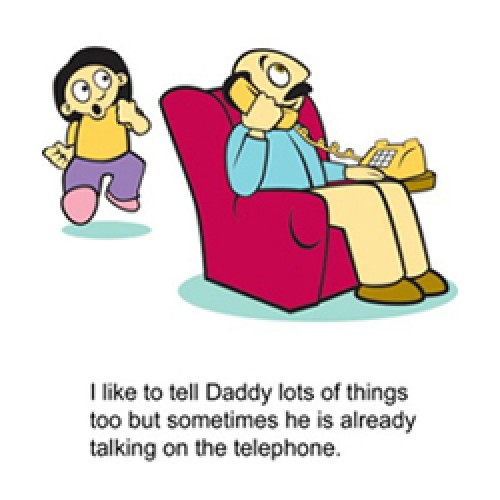 I like to tell Daddy lots of things
too but sometimes he is already
talking on the telephone.